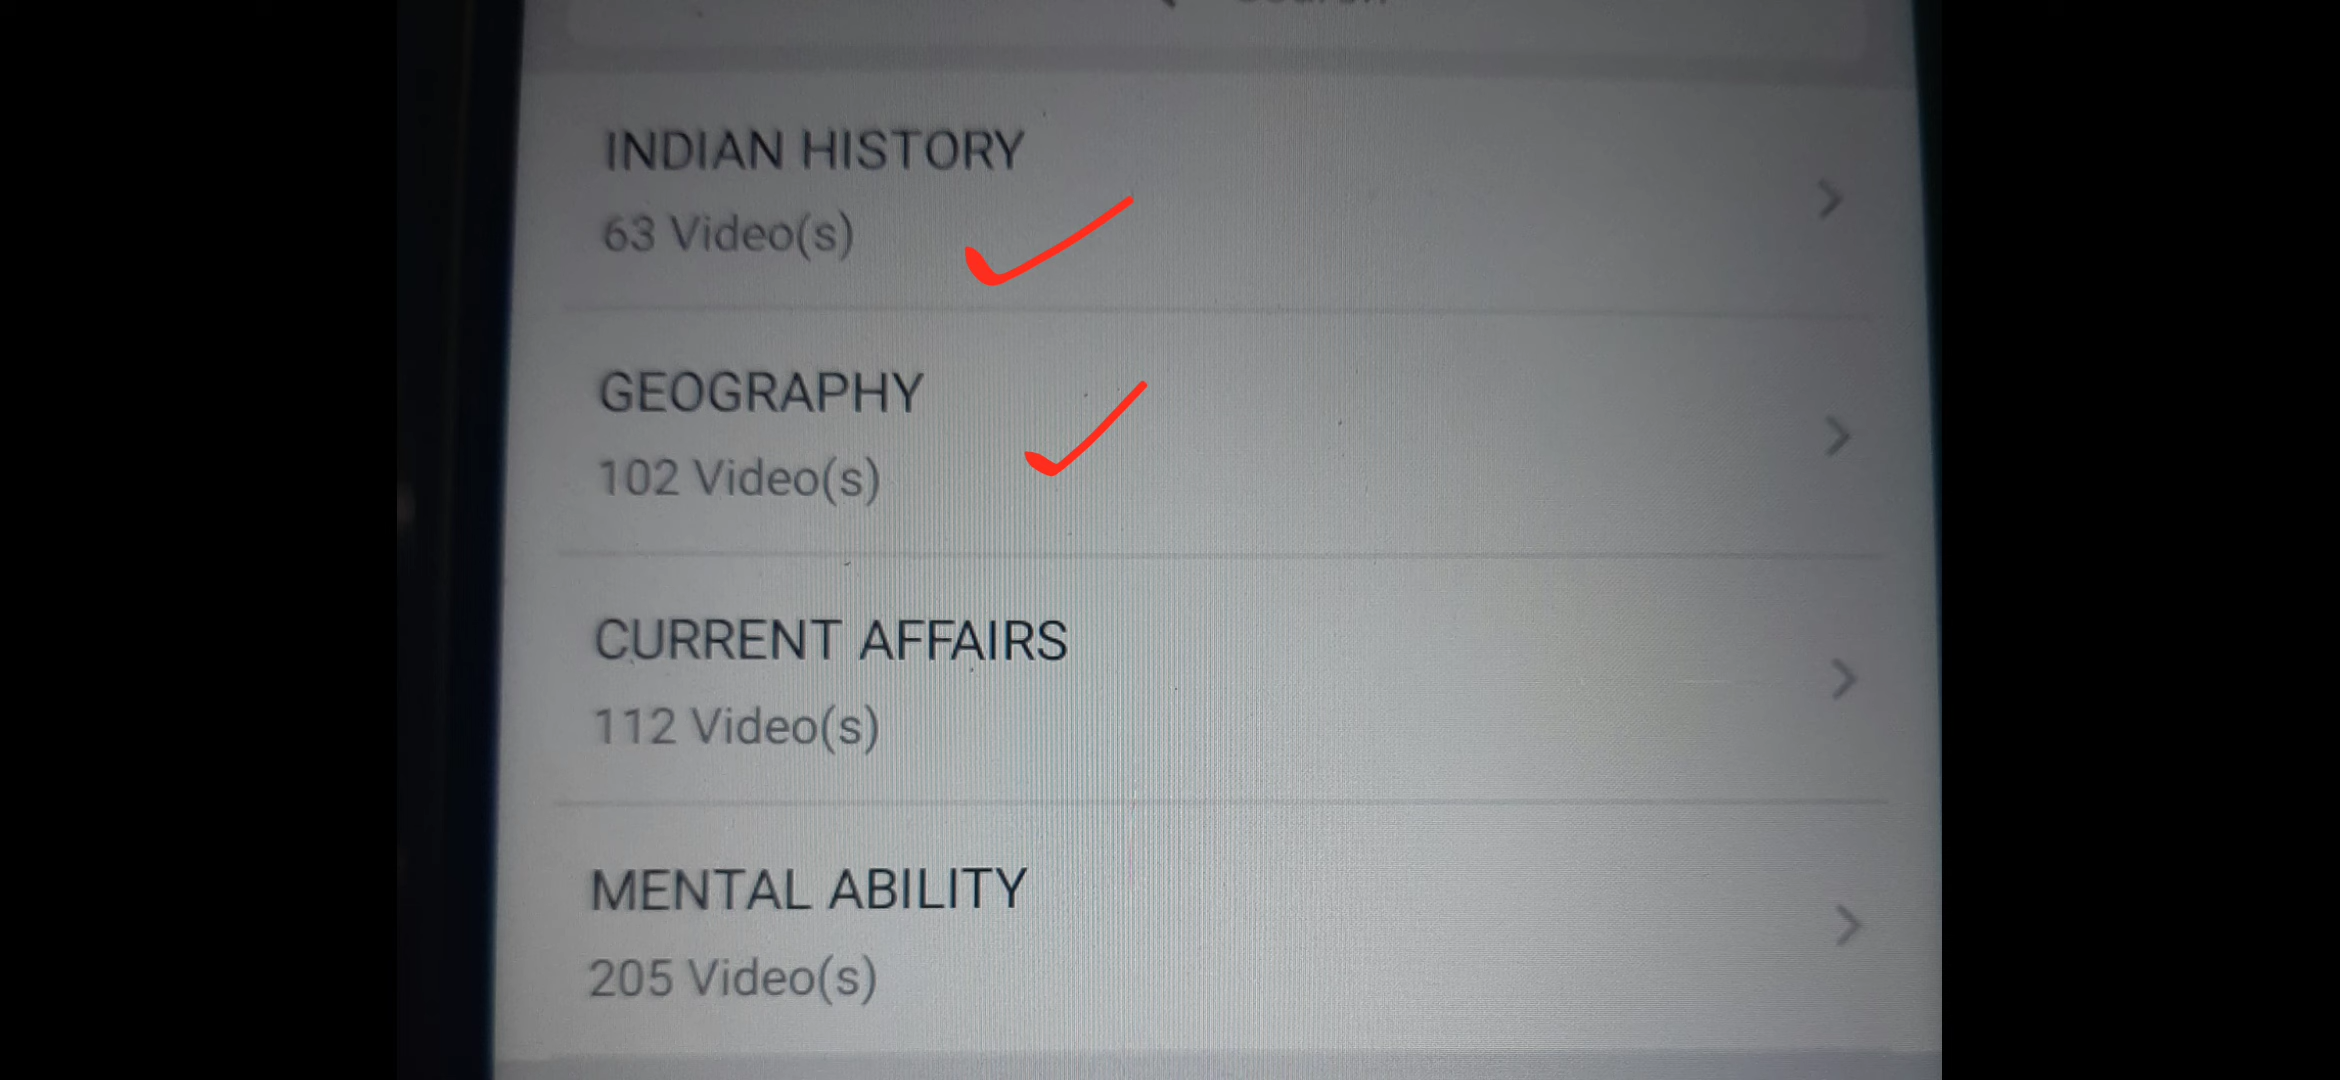 INDIAN HISTORY
63 Video(s)
GEOGRAPHY
102 Video(s)
CURRENT AFFAIRS
112 Video(s)
MENTAL ABILITY
205 Video(s)